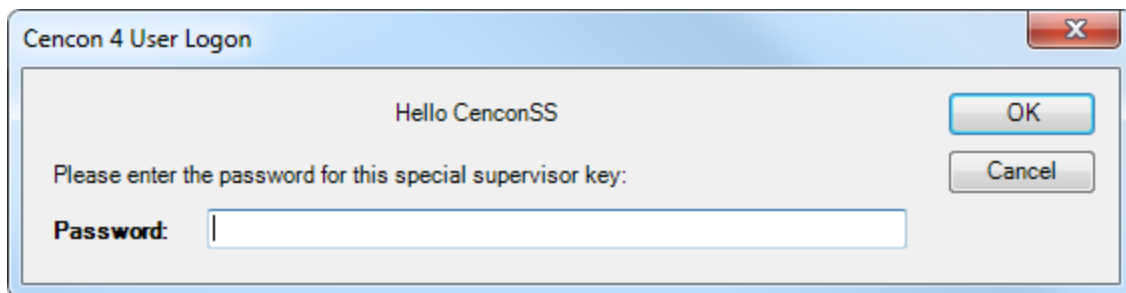 Cencon 4 User Logon
Hello CenconSS
OK
Please enter the password for this special supervisor key:
Cancel
Password: